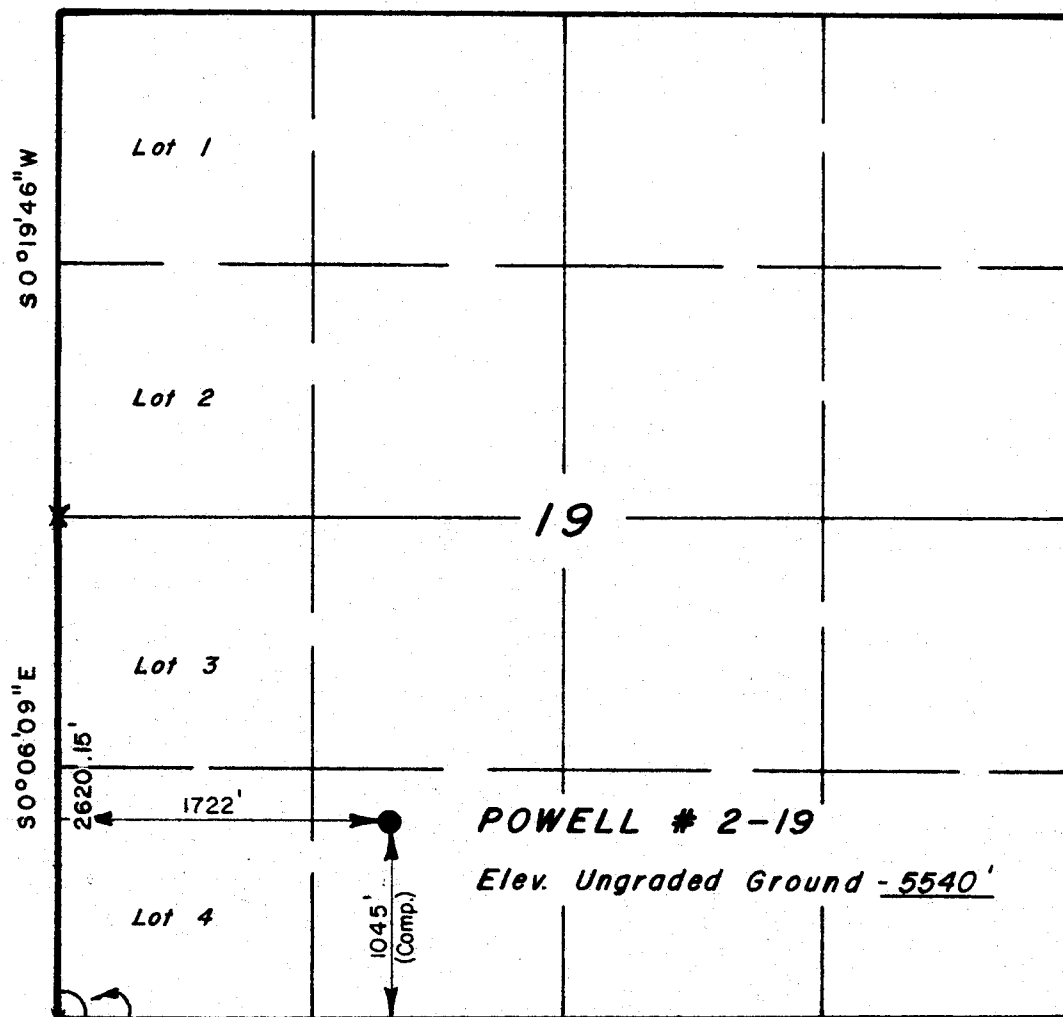 S0°19'46"W
Lot 1
Lot 2
19
Lot 3
S0°06'09"E
2620.15'
1722'
POWELL # 2-19
Elev. Ungraded Ground - 5540'
Lot 4
1045'
(Comp.)